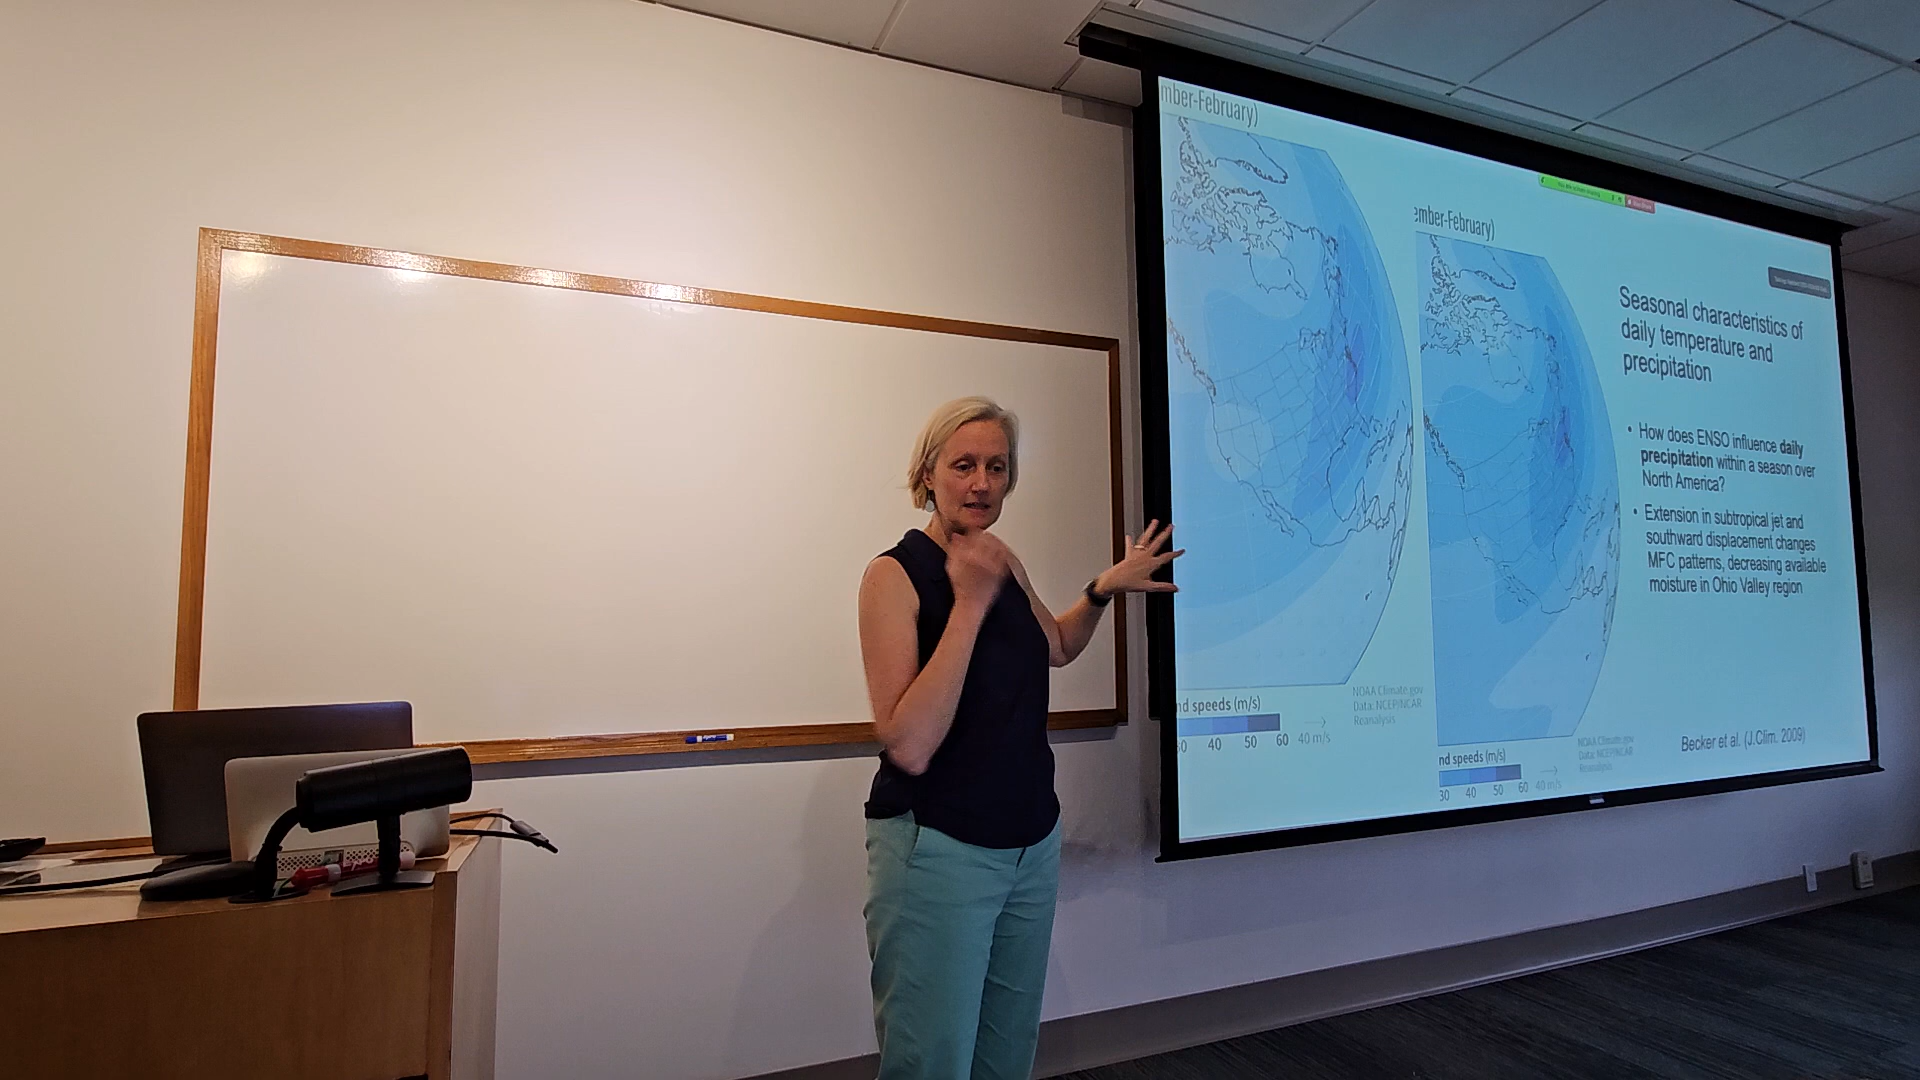 mber-February)
ember-February)
Seasonal characteristics of
daily temperature and
precipitation
• How does ENSO influence daily
precipitation within a season over
North America?
• Extension in subtropical jet and
southward displacement changes
MFC patterns, decreasing available
moisture in Ohio Valley region
NOAA Climate.gov
Data: NCEP/NCAR
Reanalysis
nd speeds (m/s)
40 50 60 40 m/s
NOAA Climate.gov
Data: NCEP/NCAR
Reanalysis
nd speeds (m/s)
30 40 50 60 40 m/s
Becker et al. (J.Clim. 2009)